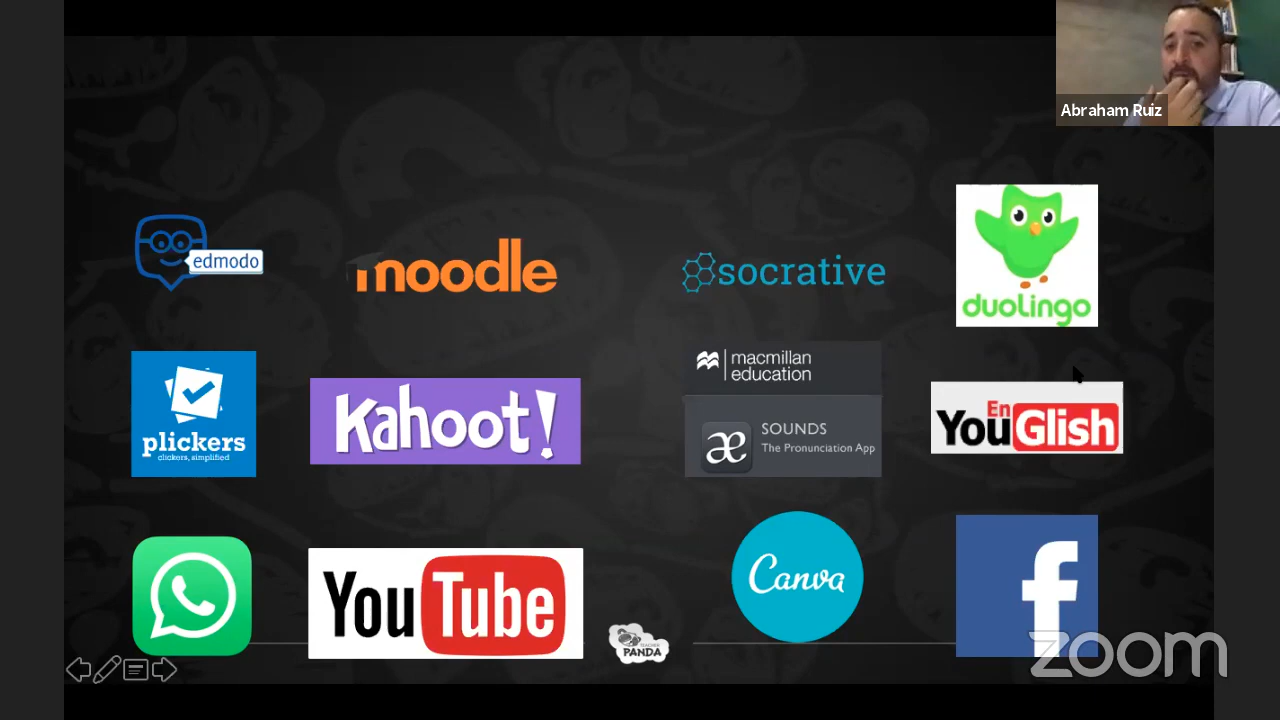 Abraham Ruiz
edmodo
moodle
socrative
duolingo
plickers
clickers, simplified
Kahoot!
macmillan
education
æ
SOUNDS
The Pronunciation App
En
YouGlish
YouTube
TEACHER
PANDA
Canva
f
zoom